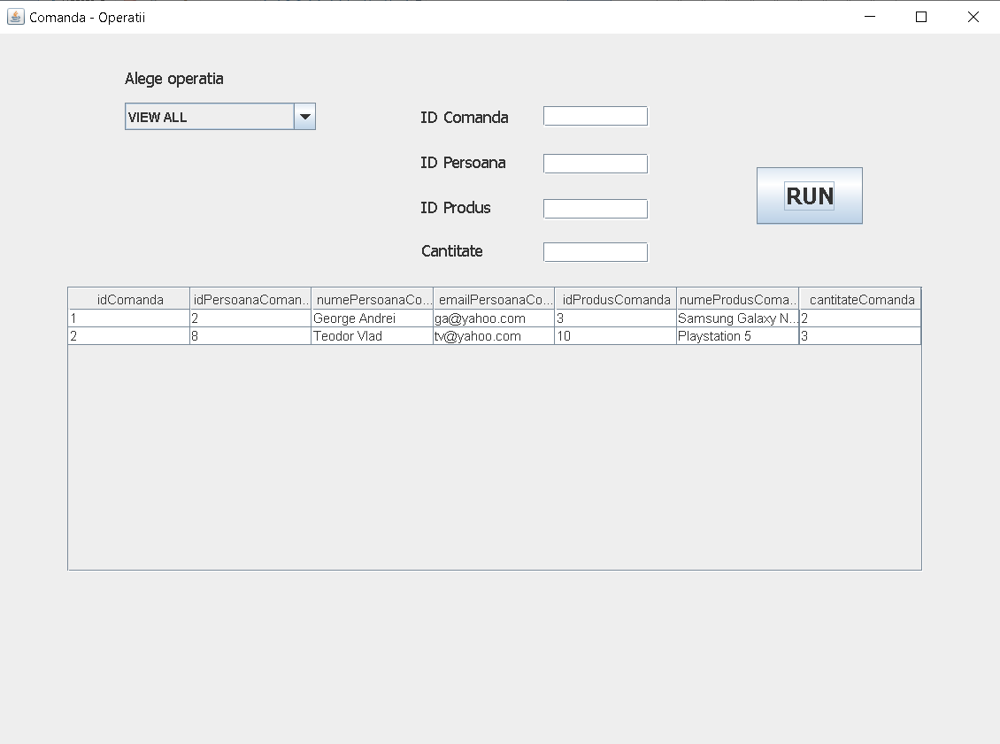 Comanda - Operatii
Alege operatia
VIEW ALL
ID Comanda
ID Persoana
ID Produs
Cantitate
RUN
idComanda idPersoanaComan... numePersoanaCo... emailPersoanaCo... idProdusComanda numeProdusComa... cantitateComanda
1 2 George Andrei ga@yahoo.com 3 Samsung Galaxy N... 2
2 8 Teodor Vlad tv@yahoo.com 10 Playstation 5 3